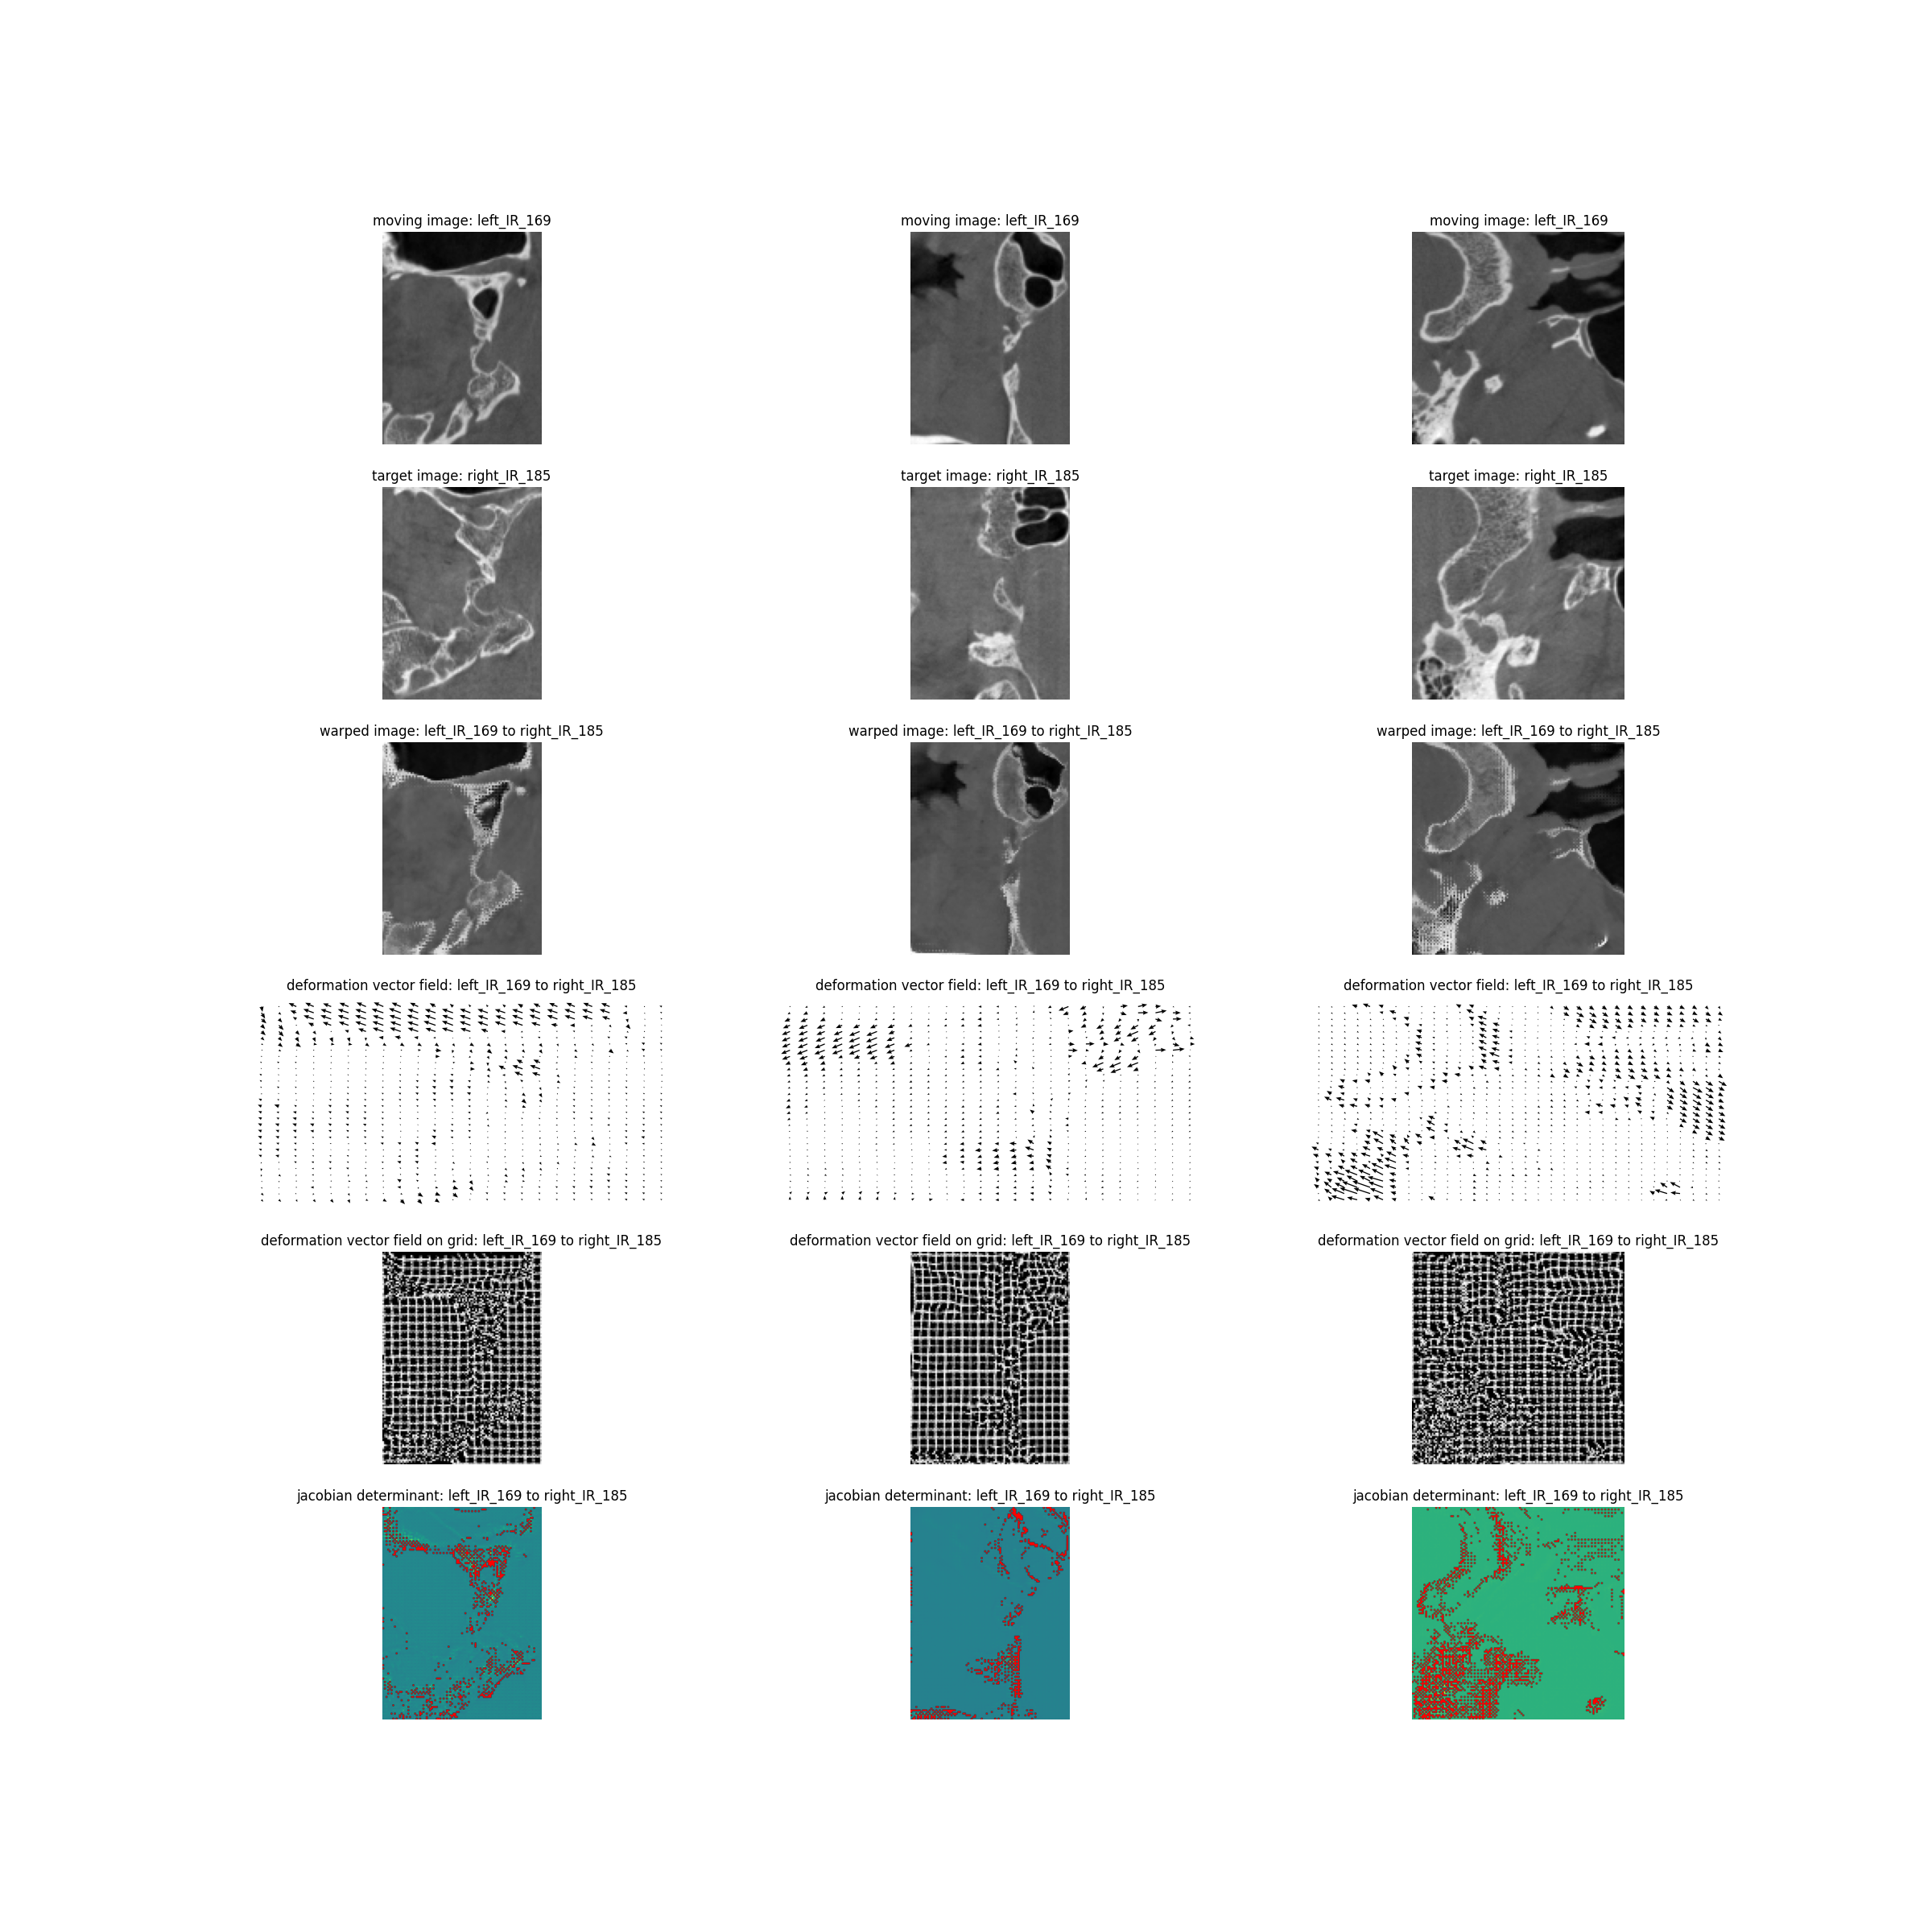 moving image: left_IR_169
moving image: left_IR_169
moving image: left_IR_169
target image: right_IR_185
target image: right_IR_185
target image: right_IR_185
warped image: left_IR_169 to right_IR_185
warped image: left_IR_169 to right_IR_185
warped image: left_IR_169 to right_IR_185
deformation vector field: left_IR_169 to right_IR_185
deformation vector field: left_IR_169 to right_IR_185
deformation vector field: left_IR_169 to right_IR_185
deformation vector field on grid: left_IR_169 to right_IR_185
deformation vector field on grid: left_IR_169 to right_IR_185
deformation vector field on grid: left_IR_169 to right_IR_185
jacobian determinant: left_IR_169 to right_IR_185
jacobian determinant: left_IR_169 to right_IR_185
jacobian determinant: left_IR_169 to right_IR_185